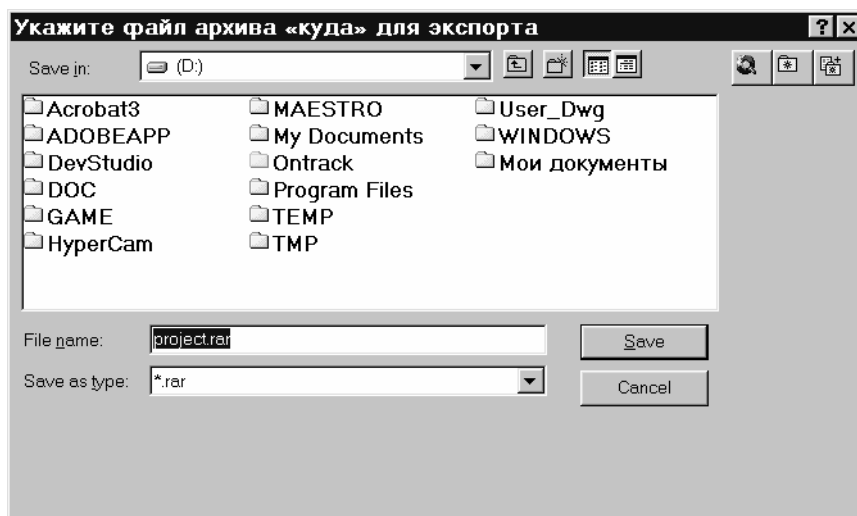 Укажите файл архива «куда» для экспорта
Save in: (D:)
Acrobat3 MAESTRO User_Dwg
ADOBEAPP My Documents WINDOWS
DevStudio Ontrack Мои документы
DOC Program Files
GAME TEMP
HyperCam TMP
File name: project.rar Save
Save as type: *.rar Cancel